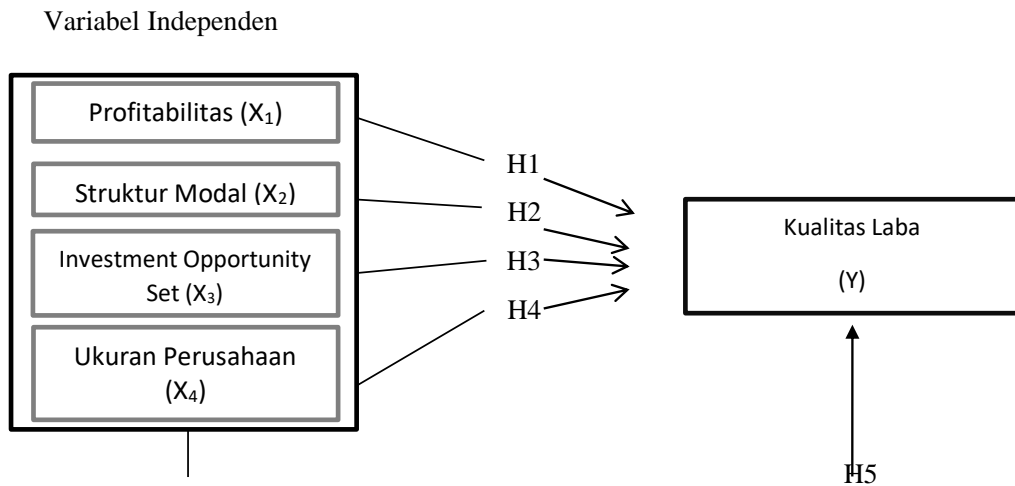 Variabel Independen
Profitabilitas (X₁)
Struktur Modal (X₂)
Investment Opportunity
Set (X₃)
Ukuran Perusahaan
(X₄)
H1
H2
H3
H4
Kualitas Laba
(Y)
H5